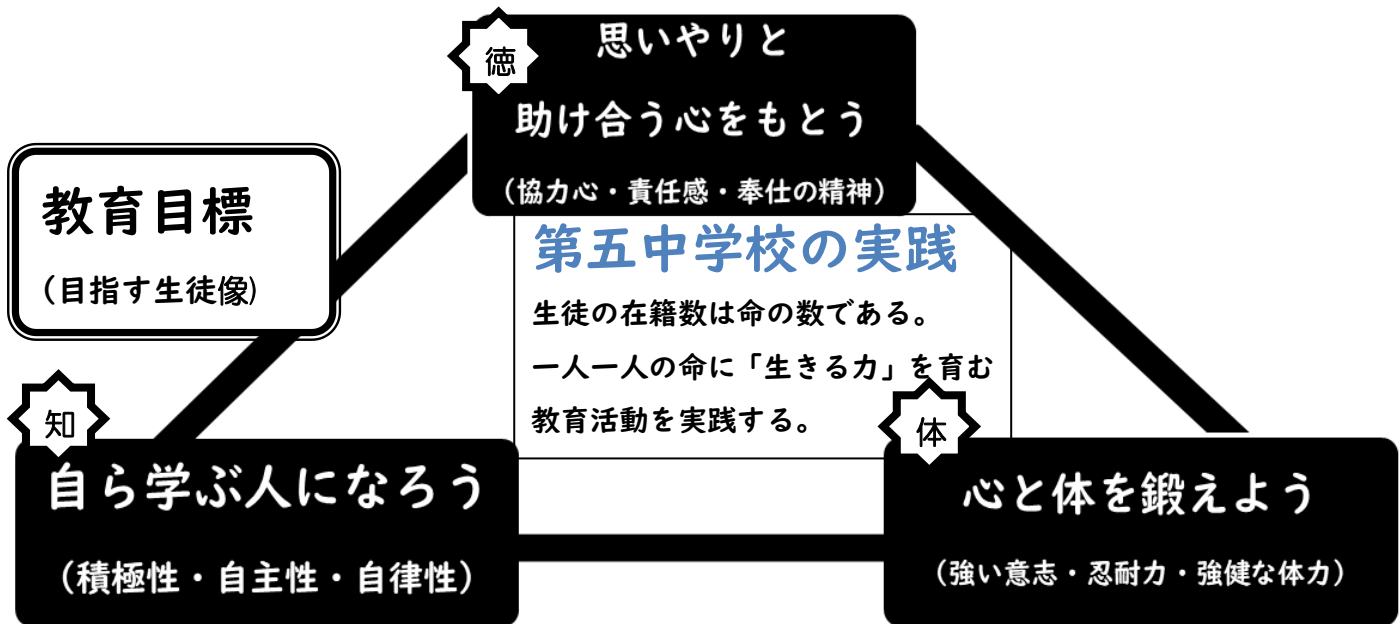 徳
思いやりと
助け合う心をもとう
（協力心・責任感・奉仕の精神）
教育目標
（目指す生徒像)
第五中学校の実践
生徒の在籍数は命の数である。
一人一人の命に「生きる力」を育む
教育活動を実践する。
知
自ら学ぶ人になろう
（積極性・自主性・自律性）
体
心と体を鍛えよう
（強い意志・忍耐力・強健な体力）